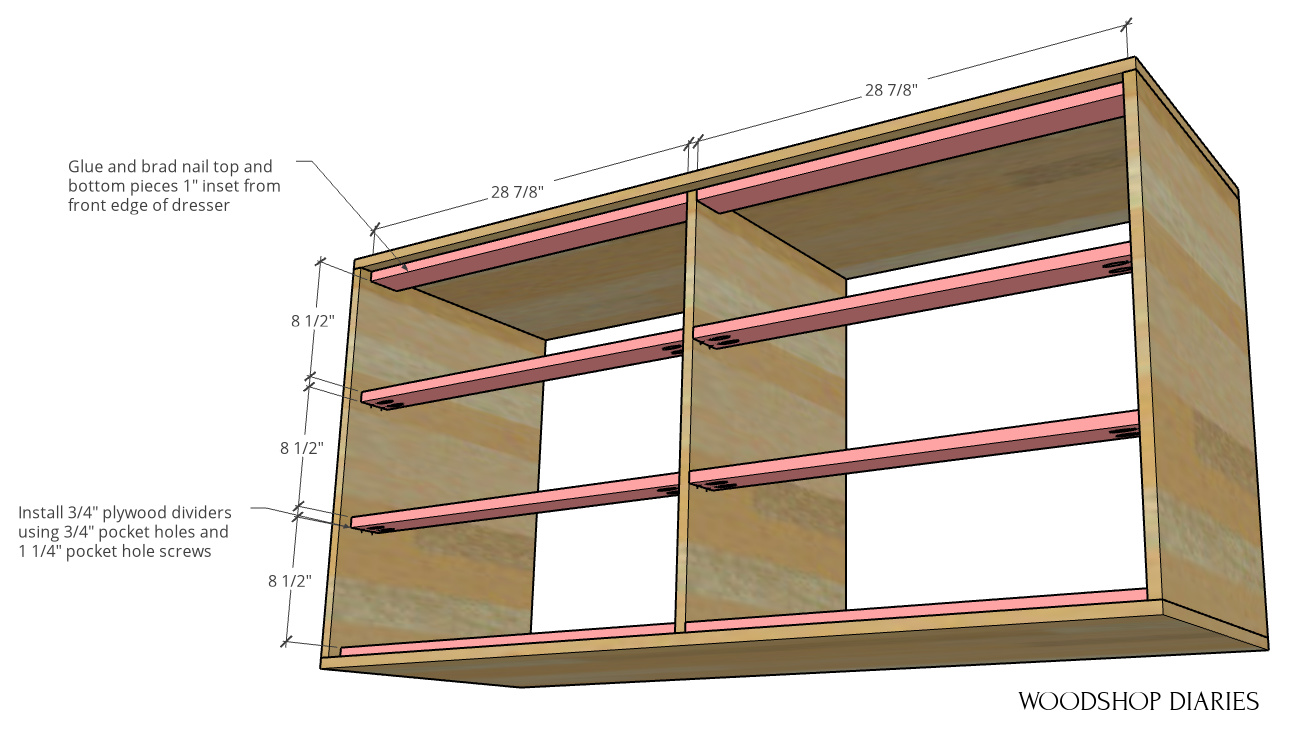 28 7/8"
28 7/8"
Glue and brad nail top and
bottom pieces 1" inset from
front edge of dresser
8 1/2"
8 1/2"
Install 3/4" plywood dividers
using 3/4" pocket holes and
1 1/4" pocket hole screws
8 1/2"
WOODSHOP DIARIES